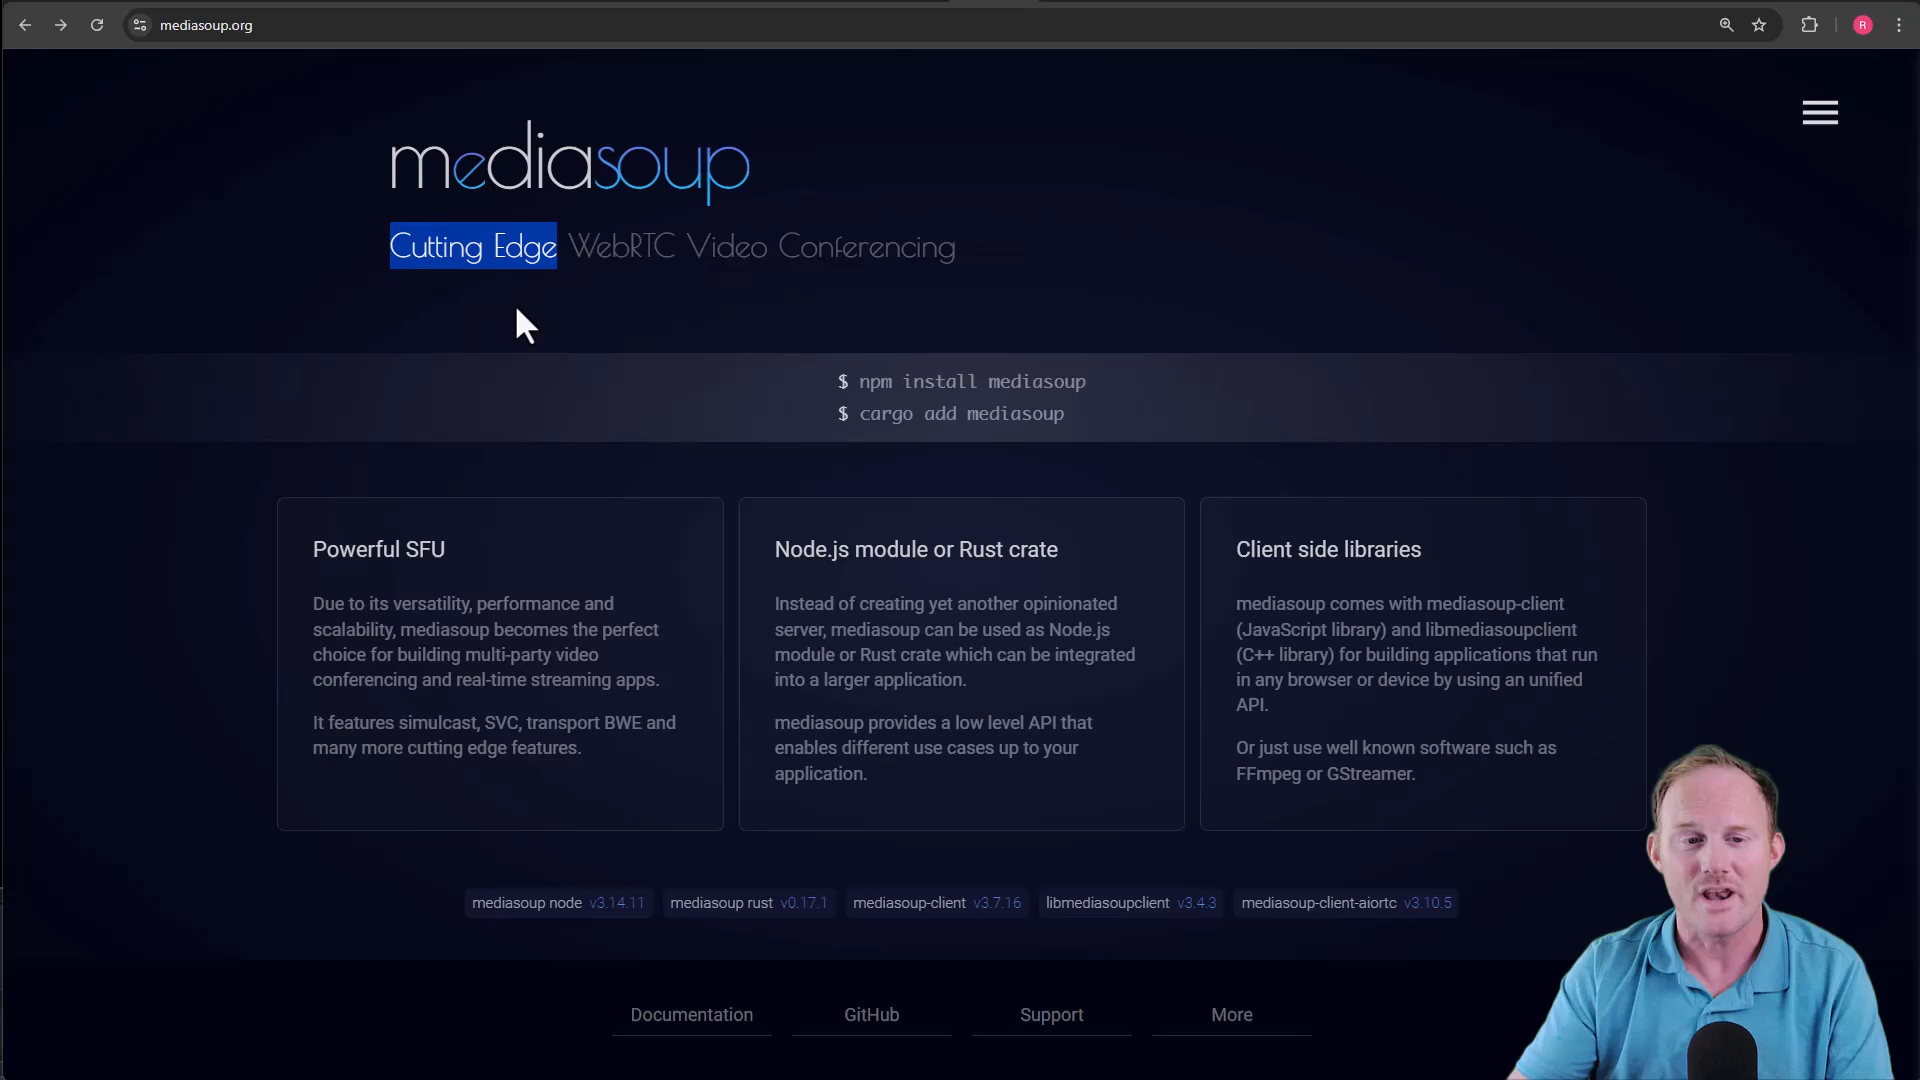 mediasoup.org
R
mediasoup
Cutting Edge WebRTC Video Conferencing
$ npm install mediasoup
$ cargo add mediasoup
Powerful SFU
Due to its versatility, performance and
scalability, mediasoup becomes the perfect
choice for building multi-party video
conferencing and real-time streaming apps.
It features simulcast, SVC, transport BWE and
many more cutting edge features.
Node.js module or Rust crate
Instead of creating yet another opinionated
server, mediasoup can be used as Node.js
module or Rust crate which can be integrated
into a larger application.
mediasoup provides a low level API that
enables different use cases up to your
application.
Client side libraries
mediasoup comes with mediasoup-client
(JavaScript library) and libmediasoupclient
(C++ library) for building applications that run
in any browser or device by using an unified
API.
Or just use well known software such as
FFmpeg or GStreamer.
mediasoup node v3.14.11 mediasoup rust v0.17.1 mediasoup-client v3.7.16 libmediasoupclient v3.4.3 mediasoup-client-aiortc v3.10.5
Documentation GitHub Support More